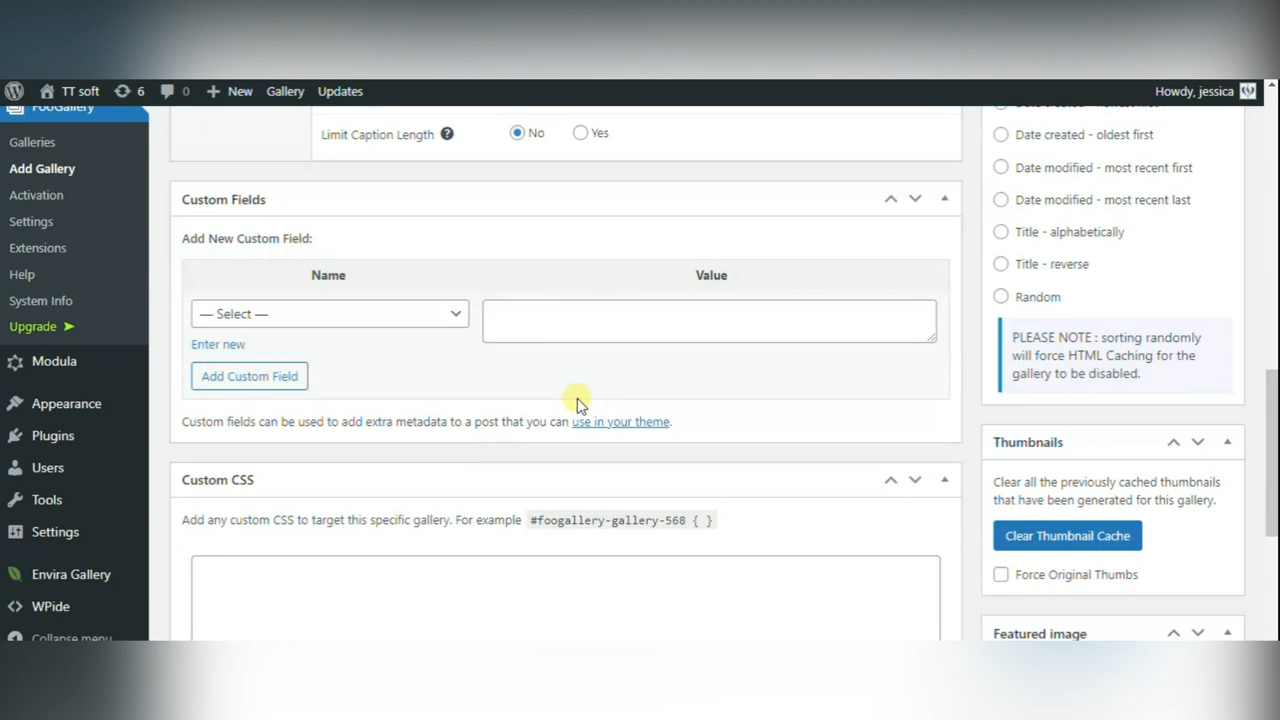 TT soft
6
0
New
Gallery
Updates
Howdy, jessica
FooGallery
Galleries
Add Gallery
Activation
Settings
Extensions
Help
System Info
Upgrade ➤
Modula
Appearance
Plugins
Users
Tools
Settings
Envira Gallery
WPide
Collapse menu
Limit Caption Length
No
Yes
Custom Fields
Add New Custom Field:
Name
Value
— Select —
Enter new
Add Custom Field
Custom fields can be used to add extra metadata to a post that you can use in your theme.
Custom CSS
Add any custom CSS to target this specific gallery. For example #foogallery-gallery-568 { }
Date created - newest first
Date created - oldest first
Date modified - most recent first
Date modified - most recent last
Title - alphabetically
Title - reverse
Random
PLEASE NOTE : sorting randomly
will force HTML Caching for the
gallery to be disabled.
Thumbnails
Clear all the previously cached thumbnails
that have been generated for this gallery.
Clear Thumbnail Cache
Force Original Thumbs
Featured image